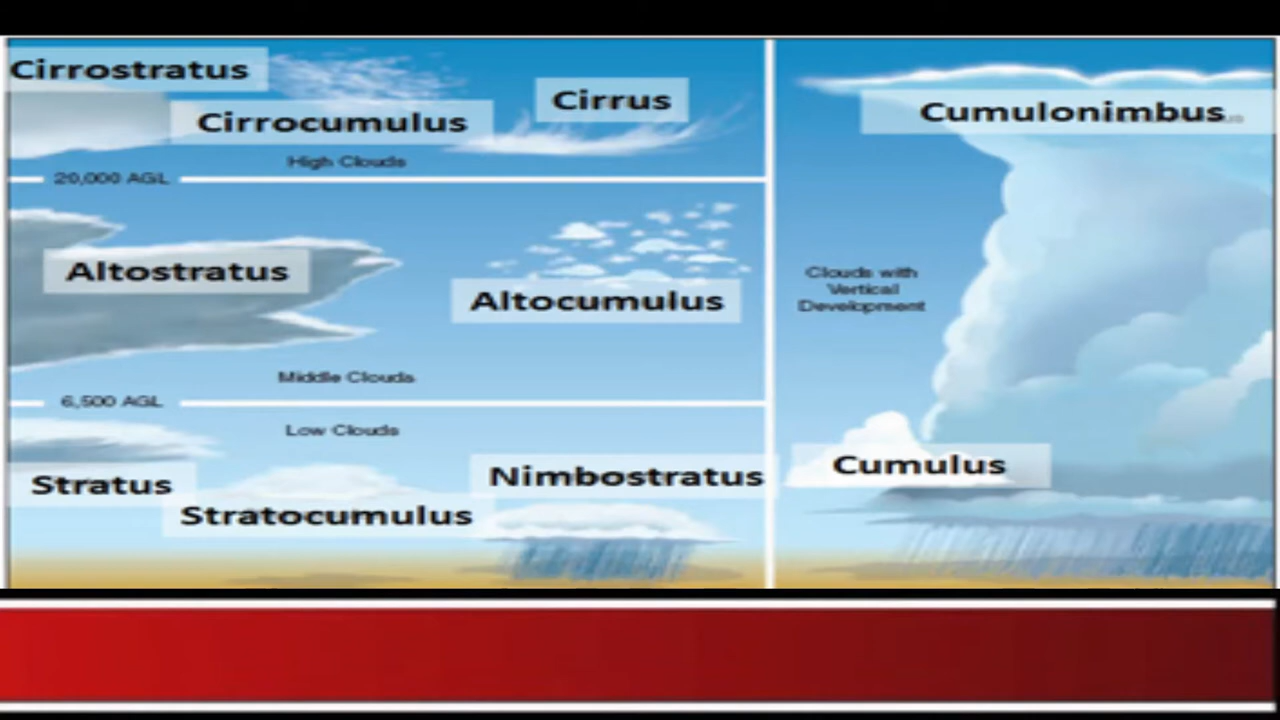 Cirrostratus
Cirrus
Cirrocumulus
High Clouds
20,000 AGL
Altostratus
Altocumulus
Middle Clouds
6,500 AGL
Low Clouds
Stratus
Nimbostratus
Stratocumulus
Cumulonimbus
Clouds with
Vertical
Development
Cumulus